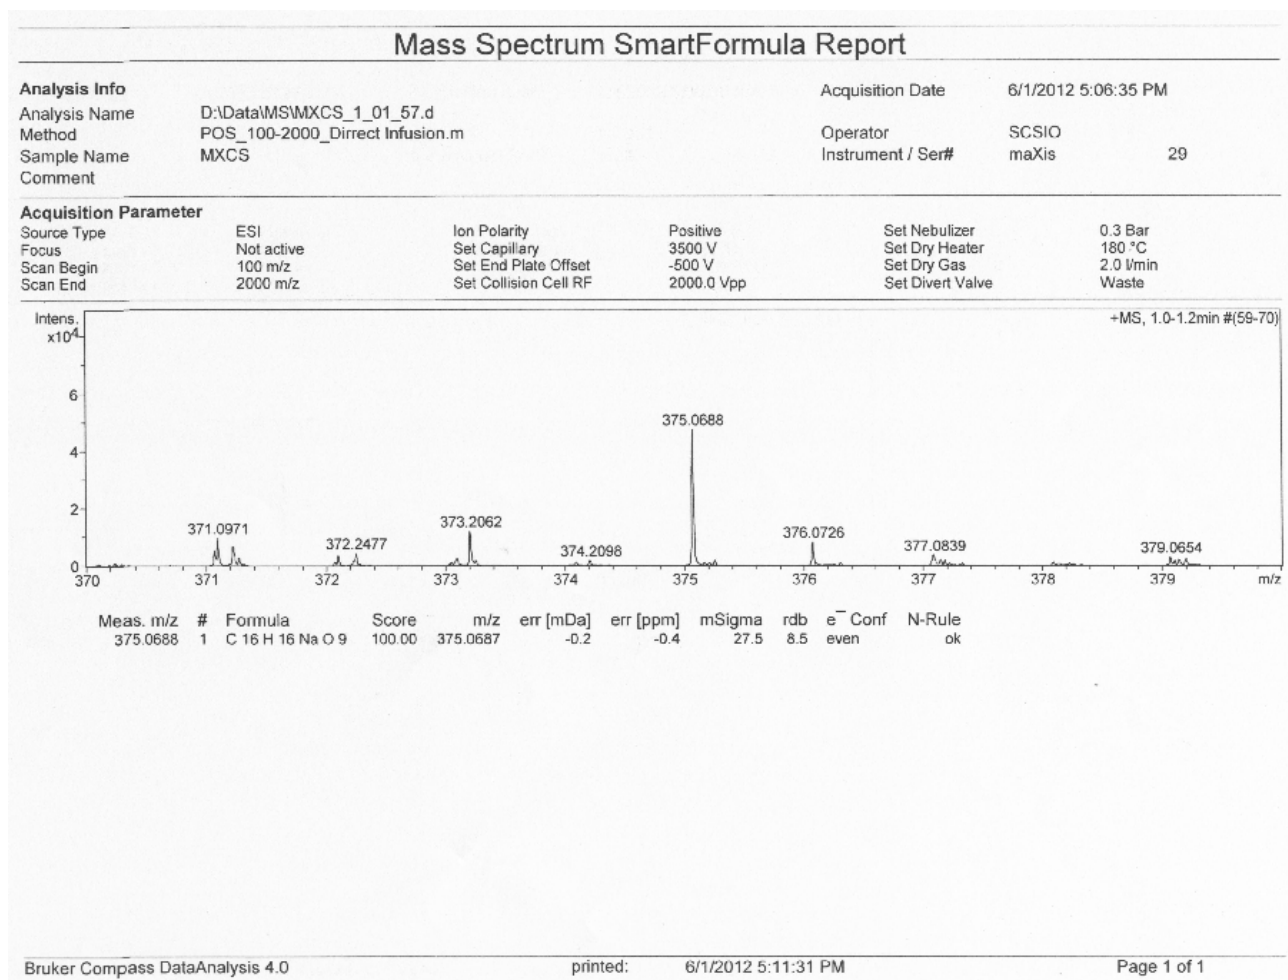 Mass Spectrum SmartFormula Report
Analysis Info
Acquisition Date 6/1/2012 5:06:35 PM
Analysis Name D:\Data\MS\MXCS_1_01_57.d
Method POS_100-2000_Dirrect Infusion.m
Operator SCSIO
Sample Name MXCS
Instrument / Ser# maXis 29
Comment
Acquisition Parameter
Source Type ESI Ion Polarity Positive Set Nebulizer 0.3 Bar
Focus Not active Set Capillary 3500 V Set Dry Heater 180 °C
Scan Begin 100 m/z Set End Plate Offset -500 V Set Dry Gas 2.0 l/min
Scan End 2000 m/z Set Collision Cell RF 2000.0 Vpp Set Divert Valve Waste
Intens.
x10⁴
+MS, 1.0-1.2min #(59-70)
6
375.0688
4
2
371.0971 372.2477 373.2062 374.2098 376.0726 377.0839 379.0654
0
370 371 372 373 374 375 376 377 378 379 m/z
Meas. m/z # Formula Score m/z err [mDa] err [ppm] mSigma rdb e⁻ Conf N-Rule
375.0688 1 C 16 H 16 Na O 9 100.00 375.0687 -0.2 -0.4 27.5 8.5 even ok
Bruker Compass DataAnalysis 4.0 printed: 6/1/2012 5:11:31 PM Page 1 of 1